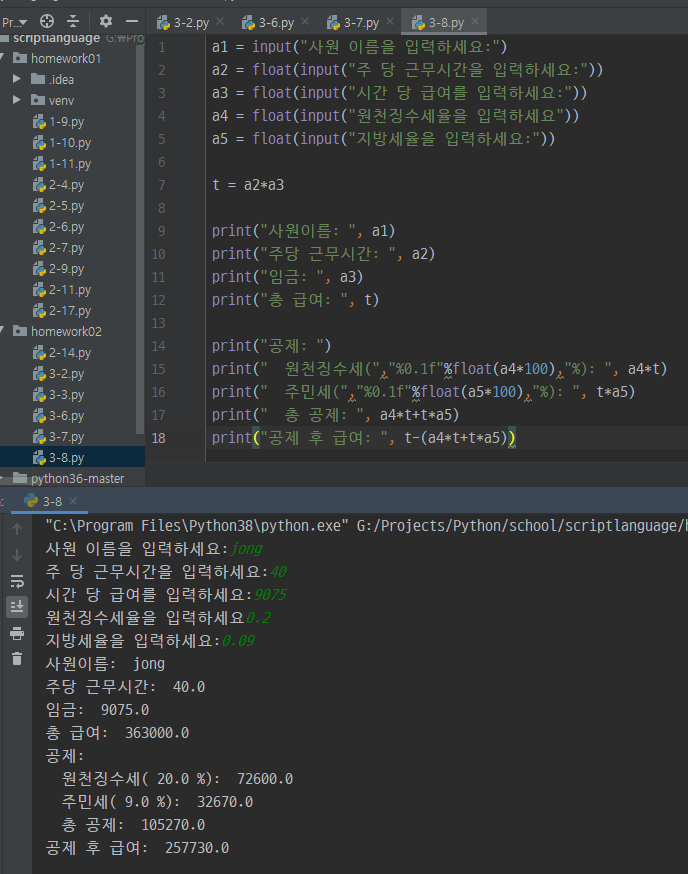 Pr..
3-2.py
3-6.py
3-7.py
3-8.py
scriptlanguage G:₩Pro
homework01
.idea
venv
1-9.py
1-10.py
1-11.py
2-4.py
2-5.py
2-6.py
2-7.py
2-9.py
2-11.py
2-17.py
homework02
2-14.py
3-2.py
3-3.py
3-6.py
3-7.py
3-8.py
python36-master
1 a1 = input("사원 이름을 입력하세요:")
2 a2 = float(input("주 당 근무시간을 입력하세요:"))
3 a3 = float(input("시간 당 급여를 입력하세요:"))
4 a4 = float(input("원천징수세율을 입력하세요"))
5 a5 = float(input("지방세율을 입력하세요:"))
6
7 t = a2*a3
8
9 print("사원이름: ", a1)
10 print("주당 근무시간: ", a2)
11 print("임금: ", a3)
12 print("총 급여: ", t)
13
14 print("공제: ")
15 print("  원천징수세(","%0.1f"%float(a4*100),"%): ", a4*t)
16 print("  주민세(","%0.1f"%float(a5*100),"%): ", t*a5)
17 print("  총 공제: ", a4*t+t*a5)
18 print("공제 후 급여: ", t-(a4*t+t*a5))
3-8
"C:\Program Files\Python38\python.exe" G:/Projects/Python/school/scriptlanguage/h
사원 이름을 입력하세요:jong
주 당 근무시간을 입력하세요:40
시간 당 급여를 입력하세요:9075
원천징수세율을 입력하세요0.2
지방세율을 입력하세요:0.09
사원이름:  jong
주당 근무시간:  40.0
임금:  9075.0
총 급여:  363000.0
공제:
  원천징수세( 20.0 %):  72600.0
  주민세( 9.0 %):  32670.0
  총 공제:  105270.0
공제 후 급여:  257730.0